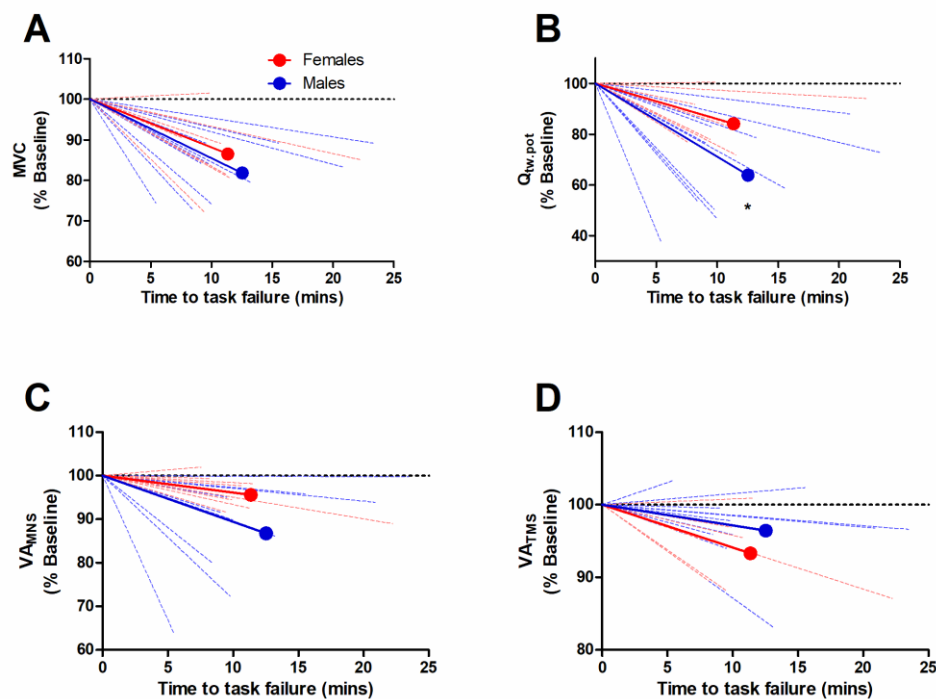 A
B
110
100
90
80
70
60
MVC
(% Baseline)
Females
Males
0 5 10 15 20 25
Time to task failure (mins)
100
80
60
40
Qtw.pot
(% Baseline)
*
0 5 10 15 20 25
Time to task failure (mins)
C
D
110
100
90
80
70
60
VAMNS
(% Baseline)
0 5 10 15 20 25
Time to task failure (mins)
110
100
90
80
VATMS
(% Baseline)
0 5 10 15 20 25
Time to task failure (mins)